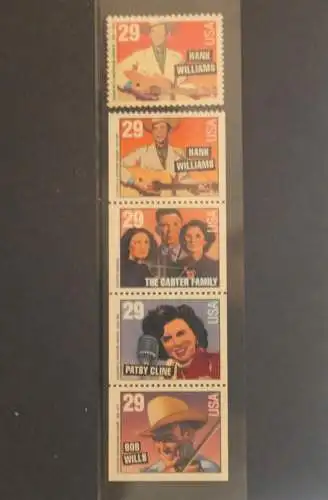 29
USA
HANK
WILLIAMS
29
USA
HANK
WILLIAMS
29
USA
THE CARTER FAMILY
29
USA
PATSY CLINE
29
USA
BOB
WILLS